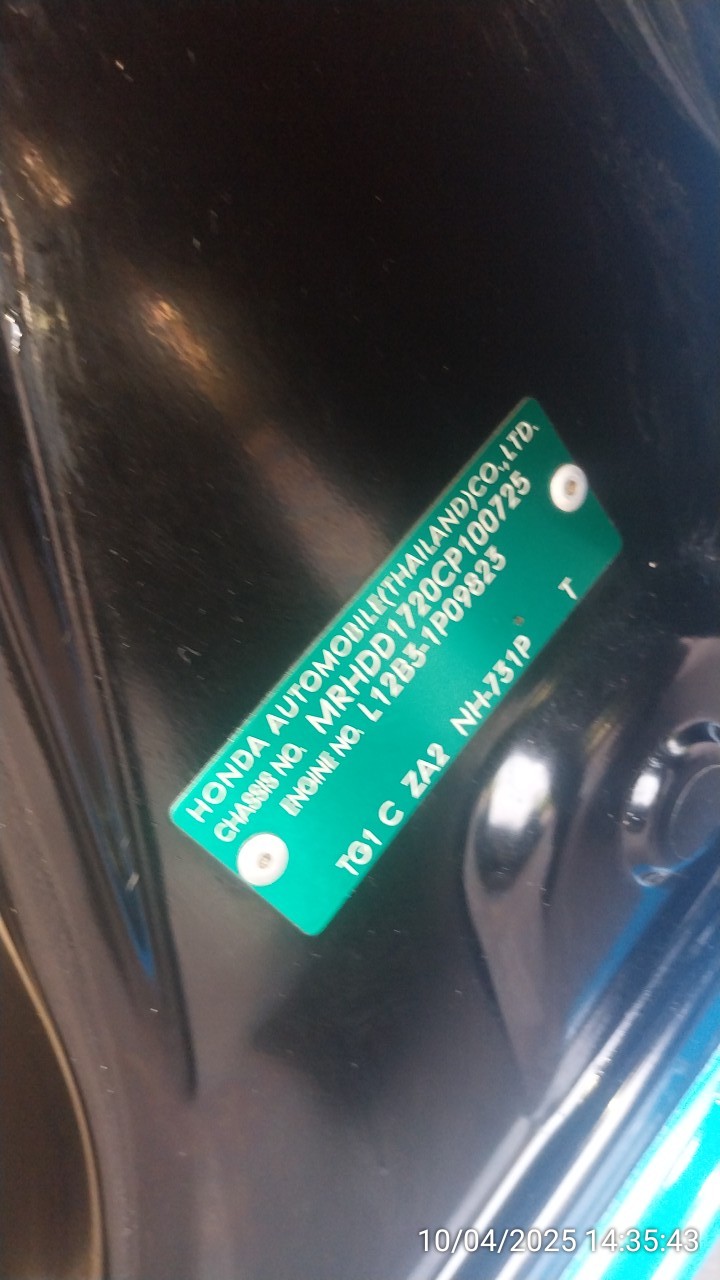 HONDA AUTOMOBILE(THAILAND)CO.,LTD.
CHASSIS NO. MRHDD1720CP100725
ENGINE NO. L12B3-1P09823
TG1 C ZA2 NH-731P T
10/04/2025 14:35:43